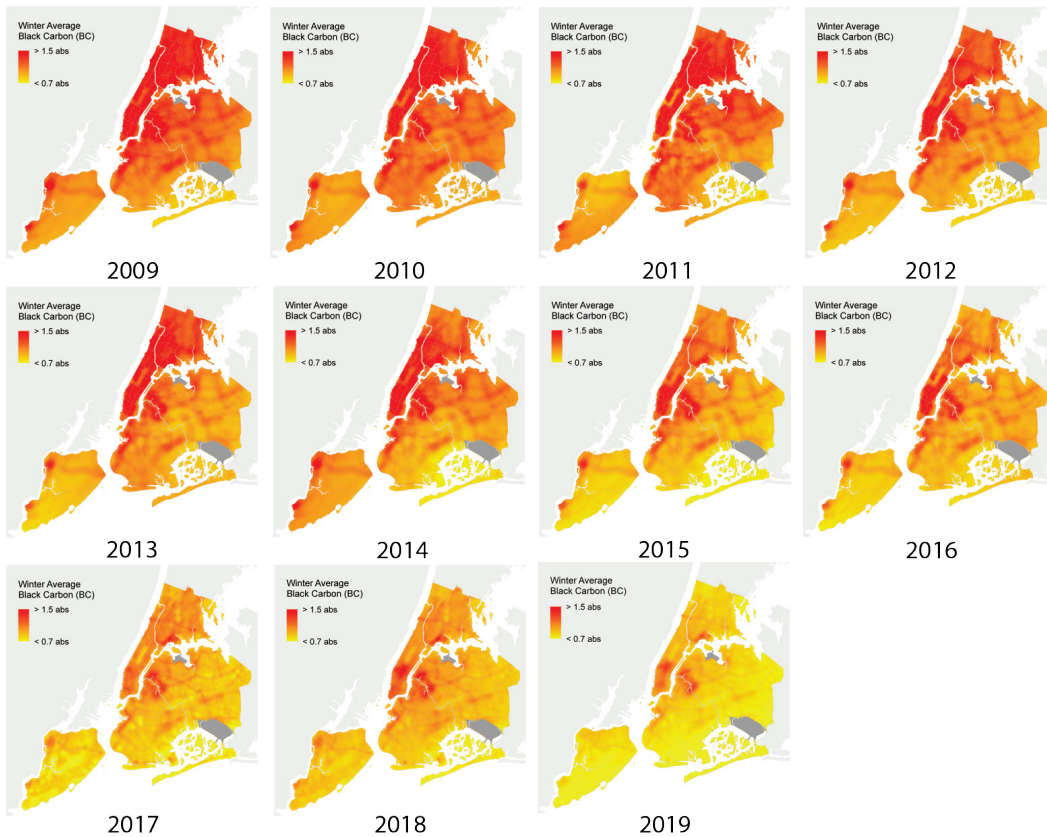 Winter Average
Black Carbon (BC)
> 1.5 abs
< 0.7 abs
2009
Winter Average
Black Carbon (BC)
> 1.5 abs
< 0.7 abs
2010
Winter Average
Black Carbon (BC)
> 1.5 abs
< 0.7 abs
2011
Winter Average
Black Carbon (BC)
> 1.5 abs
< 0.7 abs
2012
Winter Average
Black Carbon (BC)
> 1.5 abs
< 0.7 abs
2013
Winter Average
Black Carbon (BC)
> 1.5 abs
< 0.7 abs
2014
Winter Average
Black Carbon (BC)
> 1.5 abs
< 0.7 abs
2015
Winter Average
Black Carbon (BC)
> 1.5 abs
< 0.7 abs
2016
Winter Average
Black Carbon (BC)
> 1.5 abs
< 0.7 abs
2017
Winter Average
Black Carbon (BC)
> 1.5 abs
< 0.7 abs
2018
Winter Average
Black Carbon (BC)
> 1.5 abs
< 0.7 abs
2019